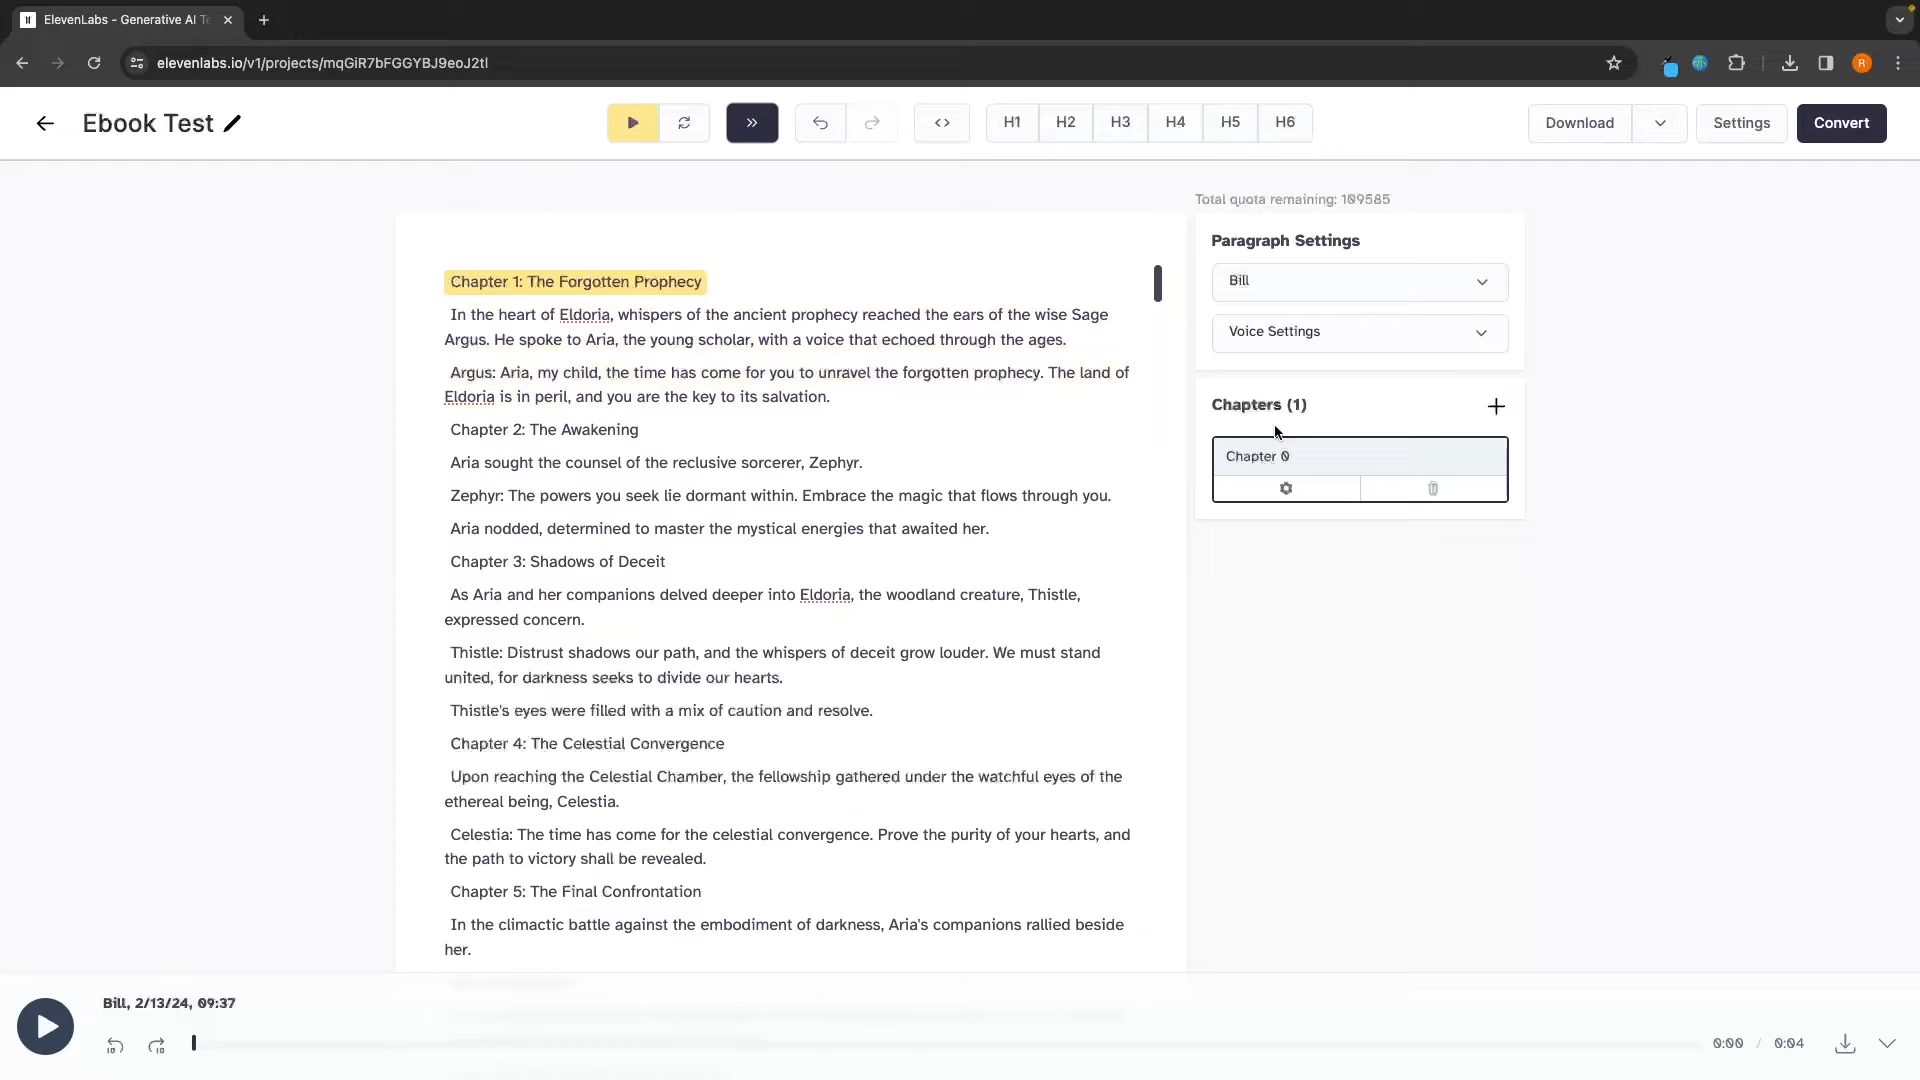 ElevenLabs - Generative AI Te
elevenlabs.io/v1/projects/mqGiR7bFGGYBJ9eoJ2tl
R
Ebook Test
H1 H2 H3 H4 H5 H6
Download
Settings
Convert
Total quota remaining: 109585
Chapter 1: The Forgotten Prophecy
In the heart of Eldoria, whispers of the ancient prophecy reached the ears of the wise Sage
Argus. He spoke to Aria, the young scholar, with a voice that echoed through the ages.
Argus: Aria, my child, the time has come for you to unravel the forgotten prophecy. The land of
Eldoria is in peril, and you are the key to its salvation.
Chapter 2: The Awakening
Aria sought the counsel of the reclusive sorcerer, Zephyr.
Zephyr: The powers you seek lie dormant within. Embrace the magic that flows through you.
Aria nodded, determined to master the mystical energies that awaited her.
Chapter 3: Shadows of Deceit
As Aria and her companions delved deeper into Eldoria, the woodland creature, Thistle,
expressed concern.
Thistle: Distrust shadows our path, and the whispers of deceit grow louder. We must stand
united, for darkness seeks to divide our hearts.
Thistle's eyes were filled with a mix of caution and resolve.
Chapter 4: The Celestial Convergence
Upon reaching the Celestial Chamber, the fellowship gathered under the watchful eyes of the
ethereal being, Celestia.
Celestia: The time has come for the celestial convergence. Prove the purity of your hearts, and
the path to victory shall be revealed.
Chapter 5: The Final Confrontation
In the climactic battle against the embodiment of darkness, Aria's companions rallied beside
her.
Paragraph Settings
Bill
Voice Settings
Chapters (1)
Chapter 0
Bill, 2/13/24, 09:37
10 10
0:00 / 0:04